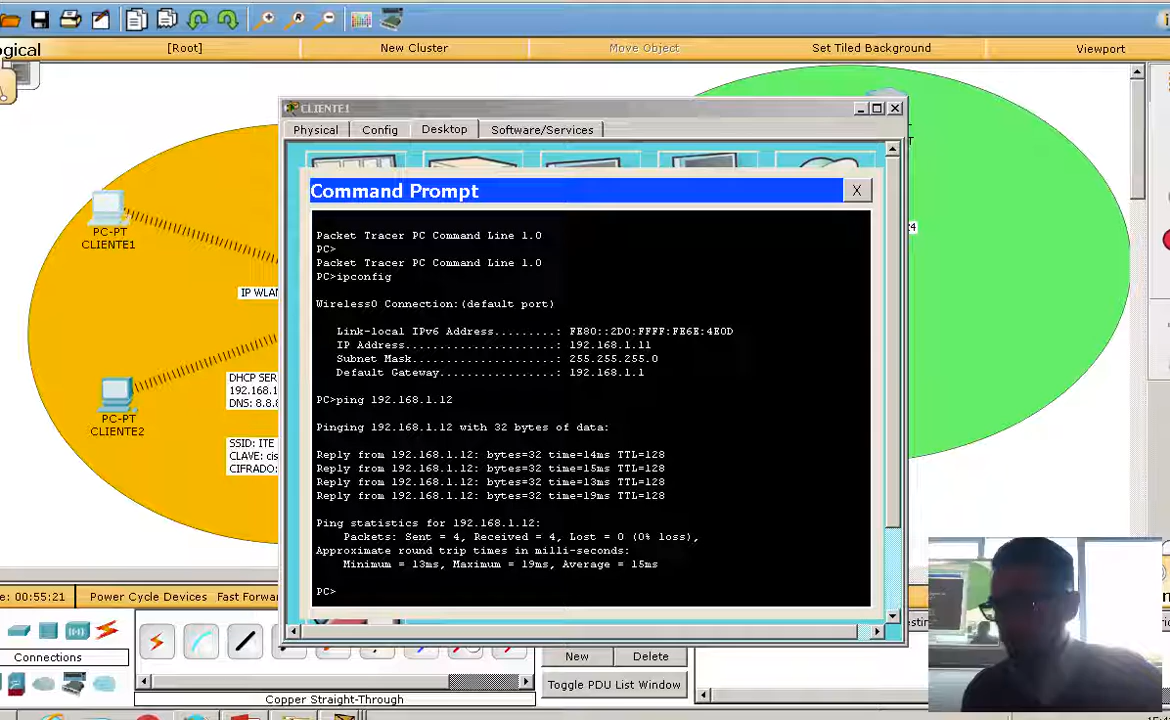 ogical
[Root]
New Cluster
Move Object
Set Tiled Background
Viewport
CLIENTE1
Physical
Config
Desktop
Software/Services
Command Prompt
X
Packet Tracer PC Command Line 1.0
PC>
Packet Tracer PC Command Line 1.0
PC>ipconfig
Wireless0 Connection:(default port)
Link-local IPv6 Address.........: FE80::2D0:FFFF:FE6E:4E0D
IP Address......................: 192.168.1.11
Subnet Mask.....................: 255.255.255.0
Default Gateway.................: 192.168.1.1
PC>ping 192.168.1.12
Pinging 192.168.1.12 with 32 bytes of data:
Reply from 192.168.1.12: bytes=32 time=14ms TTL=128
Reply from 192.168.1.12: bytes=32 time=15ms TTL=128
Reply from 192.168.1.12: bytes=32 time=13ms TTL=128
Reply from 192.168.1.12: bytes=32 time=19ms TTL=128
Ping statistics for 192.168.1.12:
Packets: Sent = 4, Received = 4, Lost = 0 (0% loss),
Approximate round trip times in milli-seconds:
Minimum = 13ms, Maximum = 19ms, Average = 15ms
PC>
PC-PT
CLIENTE1
IP WLAN
PC-PT
CLIENTE2
DHCP SER
192.168.1
DNS: 8.8.8
SSID: ITE
CLAVE: cis
CIFRADO:
e: 00:55:21
Power Cycle Devices
Fast Forwar
Connections
Copper Straight-Through
New
Delete
Toggle PDU List Window